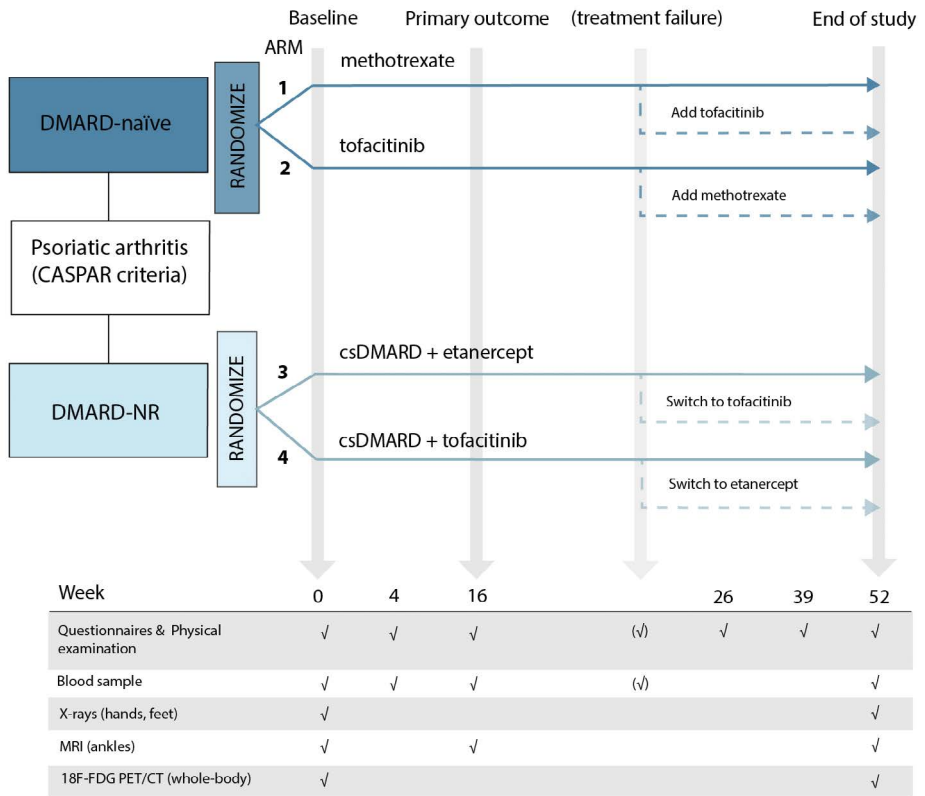 Baseline
Primary outcome
(treatment failure)
End of study
ARM
methotrexate
1
DMARD-naïve
RANDOMIZE
Add tofacitinib
tofacitinib
2
Add methotrexate
Psoriatic arthritis
(CASPAR criteria)
csDMARD + etanercept
3
DMARD-NR
RANDOMIZE
Switch to tofacitinib
csDMARD + tofacitinib
4
Switch to etanercept
Week 0 4 16 26 39 52
Questionnaires & Physical
examination √ √ √ (√) √ √ √
Blood sample √ √ √ (√) √
X-rays (hands, feet) √ √
MRI (ankles) √ √ √
18F-FDG PET/CT (whole-body) √ √